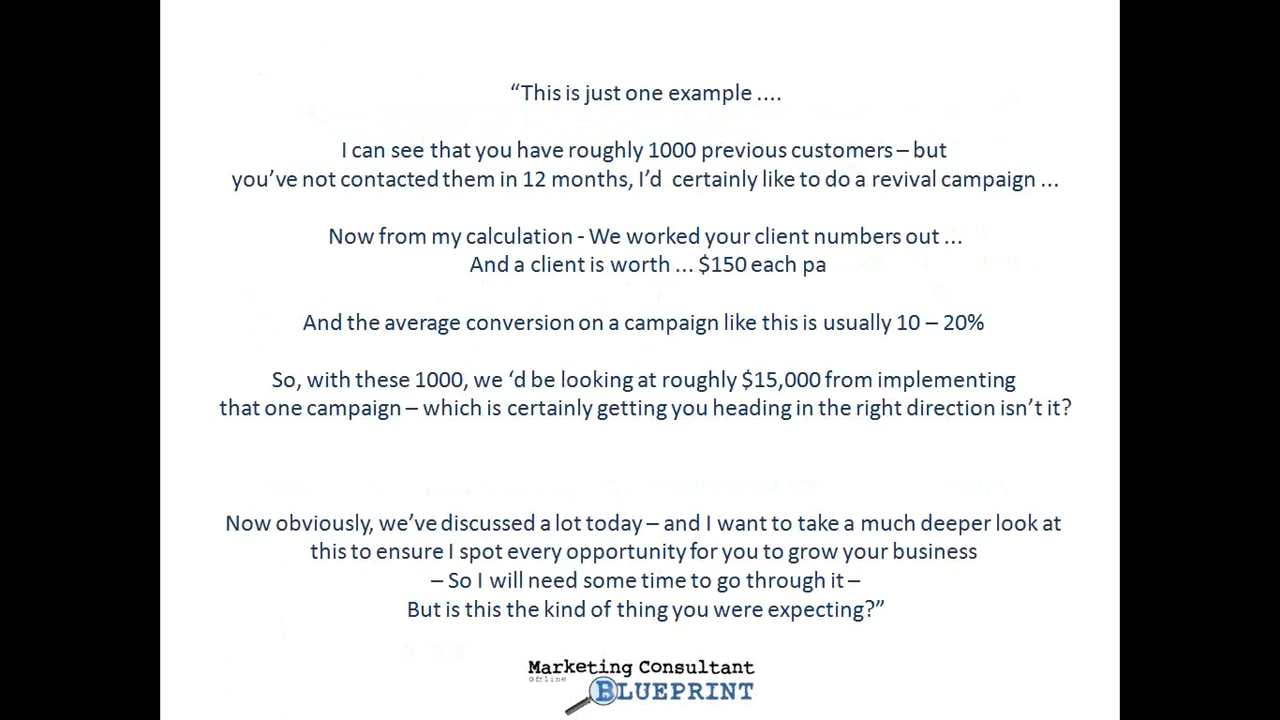 “This is just one example ....
I can see that you have roughly 1000 previous customers – but
you’ve not contacted them in 12 months, I’d certainly like to do a revival campaign ...
Now from my calculation - We worked your client numbers out ...
And a client is worth ... $150 each pa
And the average conversion on a campaign like this is usually 10 – 20%
So, with these 1000, we ‘d be looking at roughly $15,000 from implementing
that one campaign – which is certainly getting you heading in the right direction isn’t it?
Now obviously, we’ve discussed a lot today – and I want to take a much deeper look at
this to ensure I spot every opportunity for you to grow your business
– So I will need some time to go through it –
But is this the kind of thing you were expecting?”
Marketing Consultant
Offline
BLUEPRINT